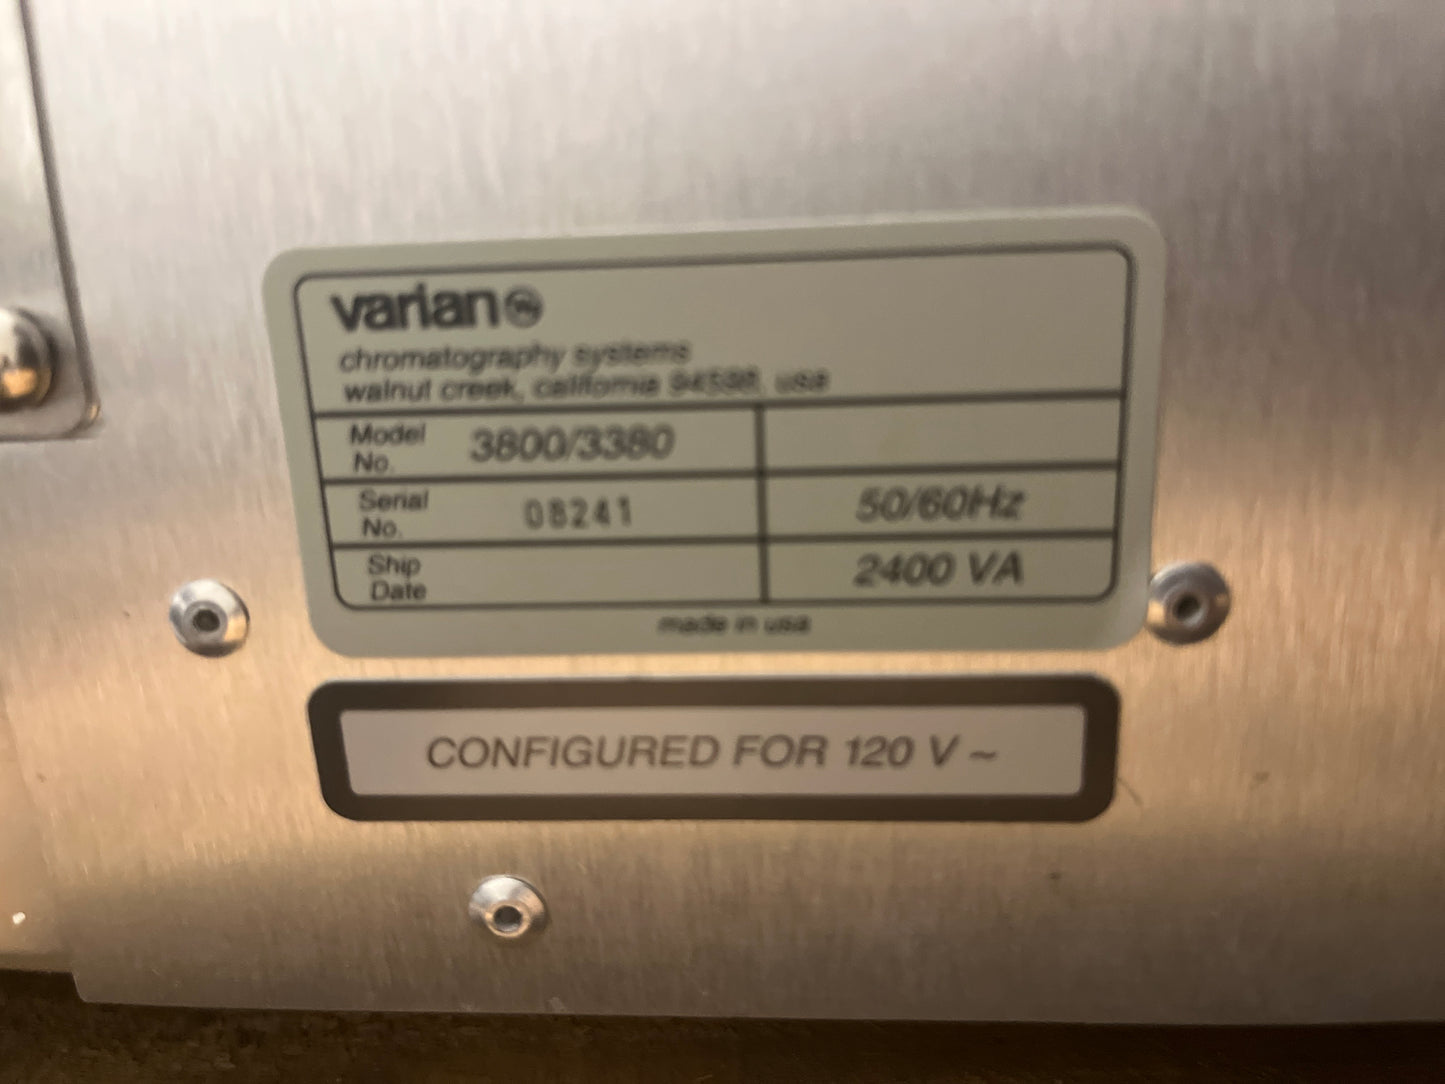 varian
chromatography systems
walnut creek, california 94598, usa
Model No. 3800/3380
Serial No. 08241 50/60Hz
Ship Date 2400 VA
made in usa
CONFIGURED FOR 120 V ~